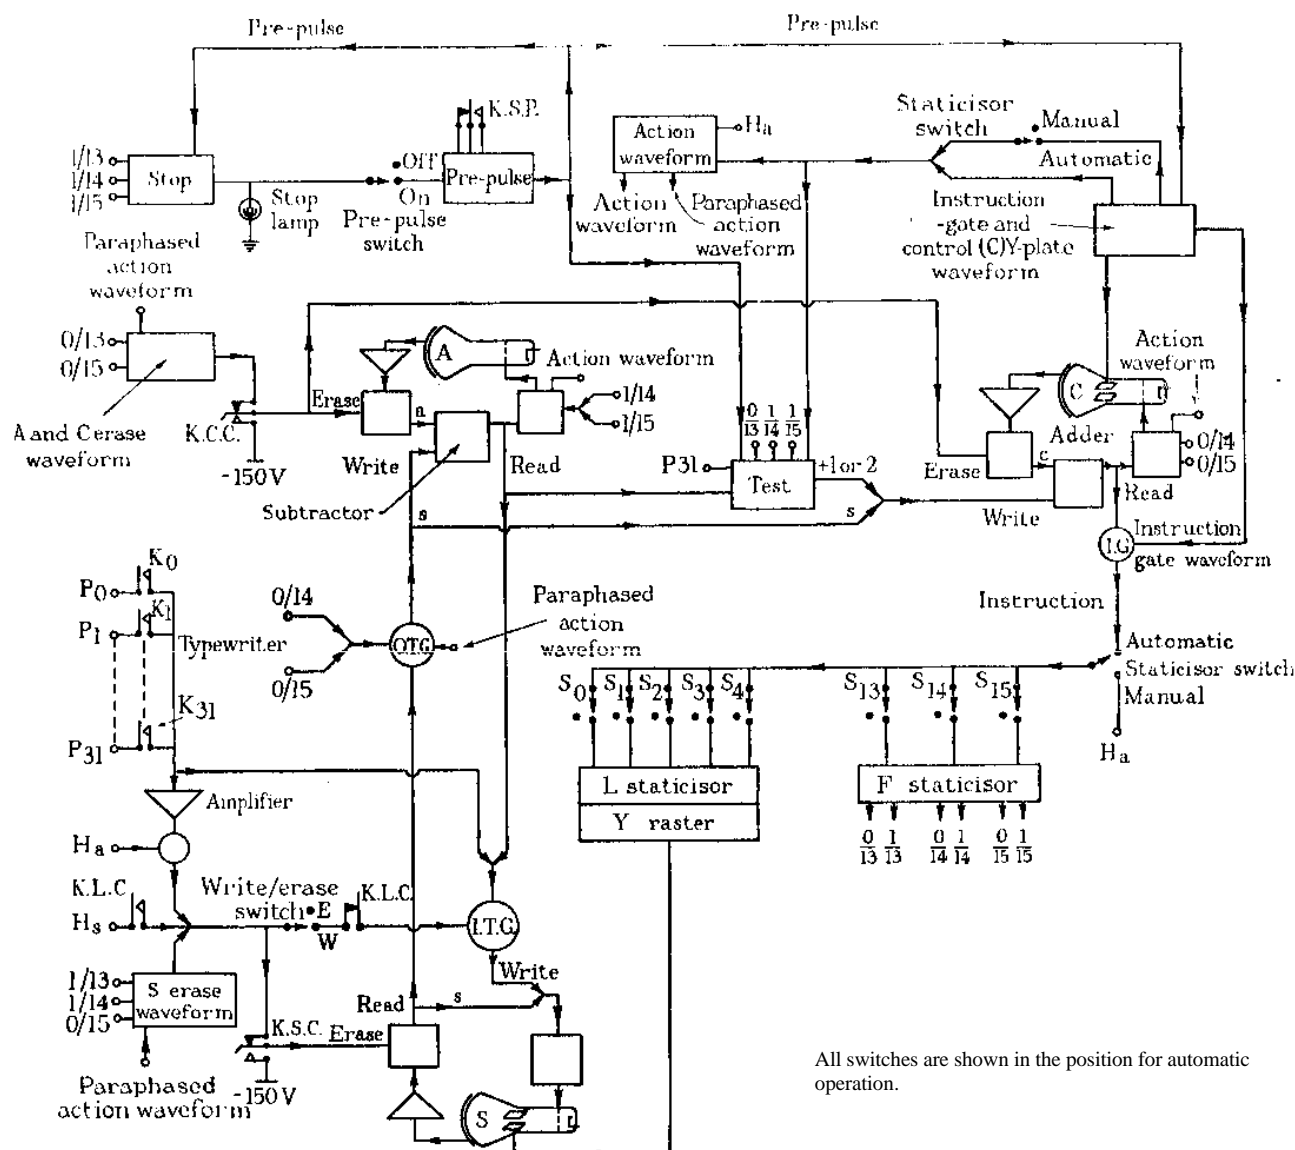 Pre-pulse
Pre-pulse
K.S.P.
Action
waveform
Ha
Staticisor
switch
Manual
Automatic
1/13
1/14
1/15
Stop
Off
On
Pre-pulse
Stop
lamp
Pre-pulse
switch
Action
waveform
Paraphased
action
waveform
Instruction
-gate and
control (C)Y-plate
waveform
Paraphased
action
waveform
0/13
0/15
A and C erase
waveform
K.C.C.
-150V
Erase
A
a
Action waveform
1/14
1/15
Write
Read
Subtractor
s
0/13
1/14
1/15
P31
Test
+1 or 2
s
Action
waveform
C
Adder
0/14
0/15
Erase
c
Read
Write
I.G
Instruction
gate waveform
Instruction
K0
P0
K1
P1
Typewriter
K31
P31
0/14
0/15
O.T.G.
Paraphased
action
waveform
Automatic
Staticisor switch
Manual
Ha
S0
S1
S2
S3
S4
S13
S14
S15
L staticisor
Y raster
F staticisor
0/13
1/13
0/14
1/14
0/15
1/15
Amplifier
Ha
K.L.C
Hs
Write/erase
switch
E
W
K.L.C.
I.T.G.
Write
1/13
1/14
0/15
S erase
waveform
Read
s
K.S.C.
Erase
Paraphased
action waveform
-150V
S
All switches are shown in the position for automatic
operation.